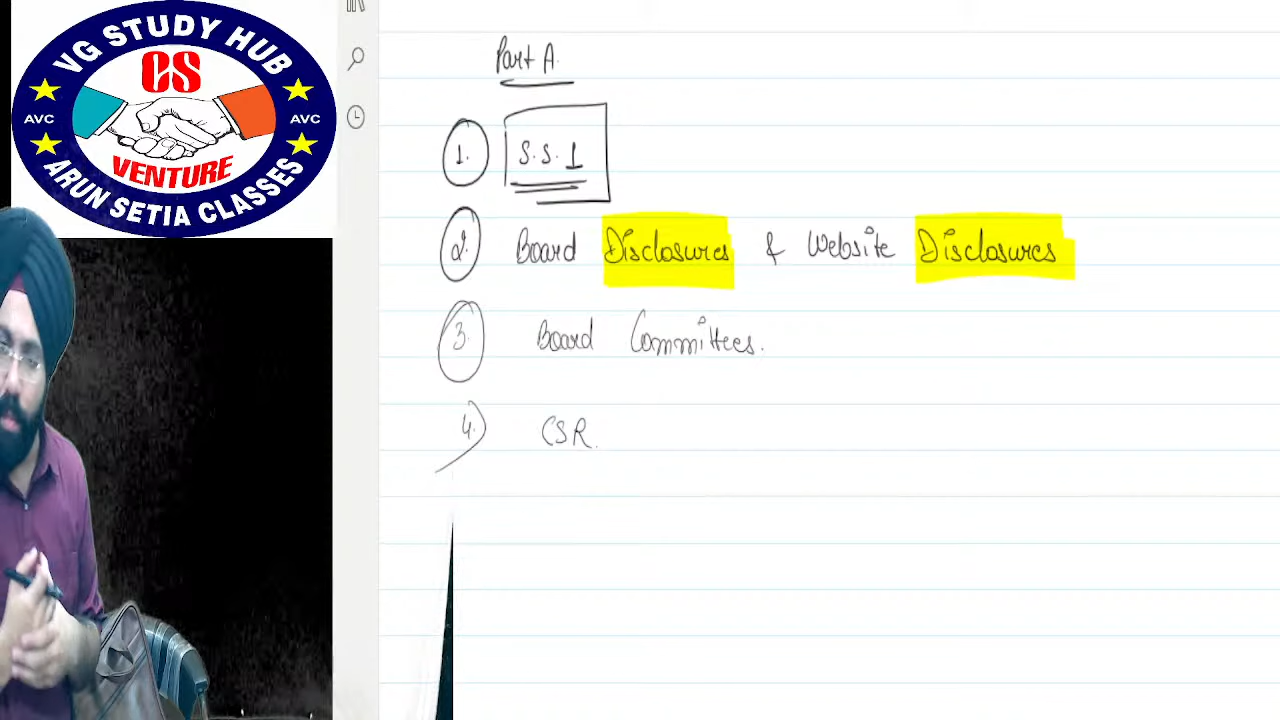 VG STUDY HUB
CS
AVC
AVC
VENTURE
ARUN SETIA CLASSES
Part A.
1. S.S. 1
2. Board Disclosures & Website Disclosures
3. Board Committees.
4. CSR.